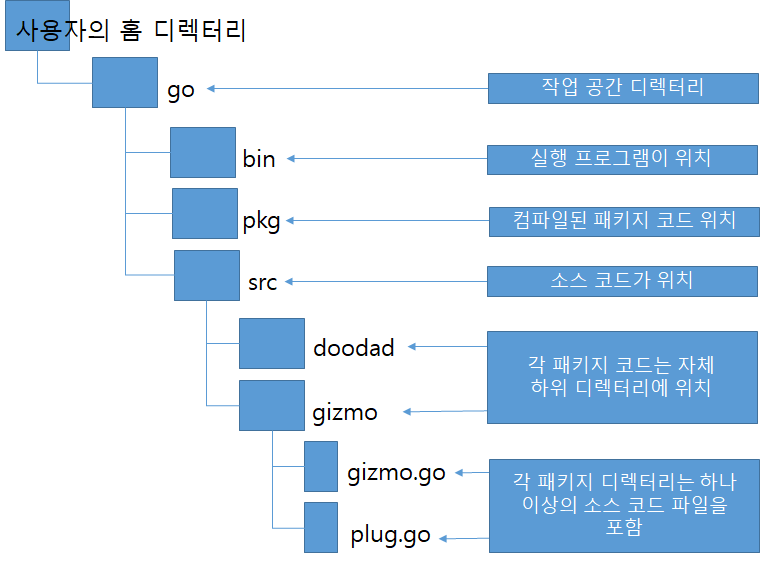 사용자의 홈 디렉터리
go
작업 공간 디렉터리
bin
실행 프로그램이 위치
pkg
컴파일된 패키지 코드 위치
src
소스 코드가 위치
doodad
각 패키지 코드는 자체
하위 디렉터리에 위치
gizmo
gizmo.go
각 패키지 디렉터리는 하나
이상의 소스 코드 파일을
포함
plug.go